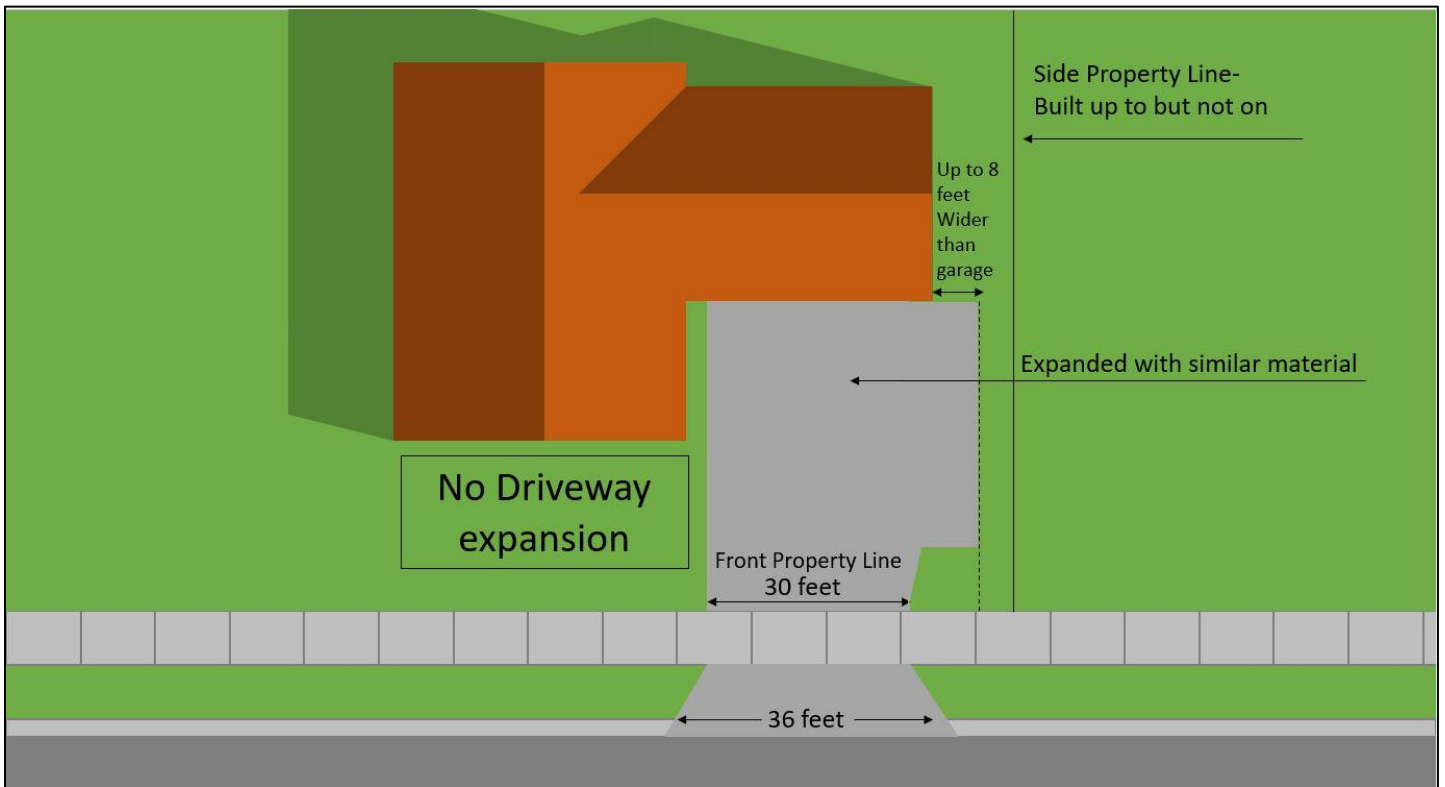 Side Property Line-
Built up to but not on
Up to 8
feet
Wider
than
garage
Expanded with similar material
No Driveway
expansion
Front Property Line
30 feet
36 feet